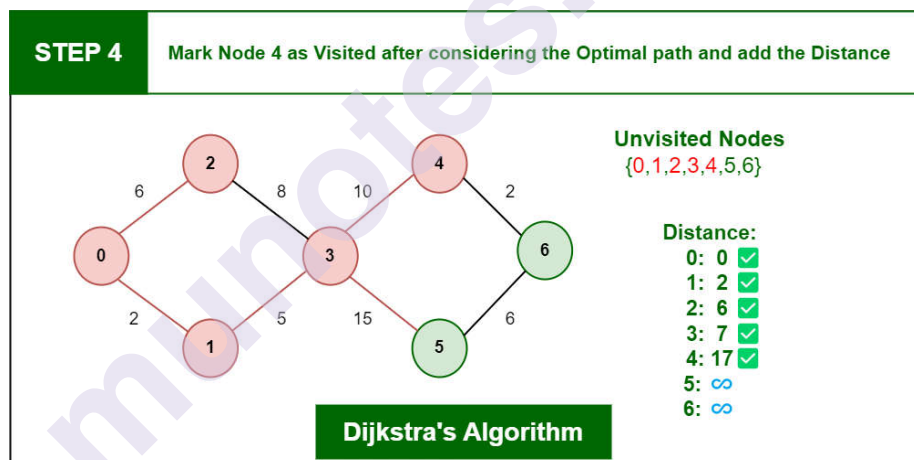 STEP 4
Mark Node 4 as Visited after considering the Optimal path and add the Distance
Unvisited Nodes
{0,1,2,3,4,5,6}
2
4
6
8
10
2
0
3
6
2
5
15
6
1
5
Distance:
0: 0 ✅
1: 2 ✅
2: 6 ✅
3: 7 ✅
4: 17 ✅
5: ∞
6: ∞
Dijkstra's Algorithm
munotes.